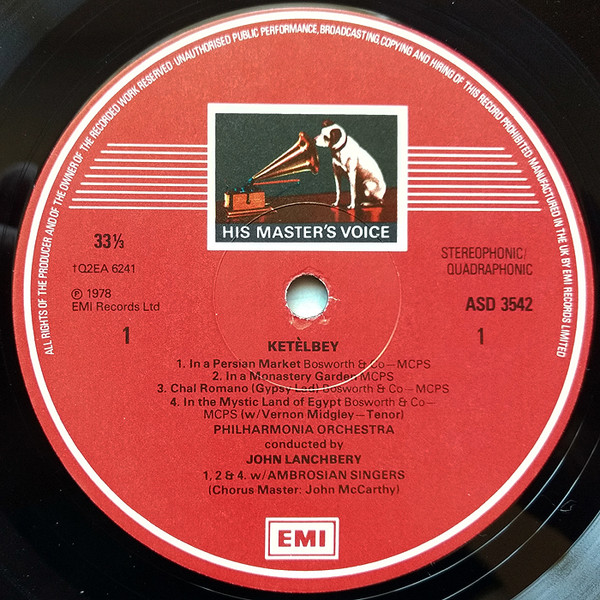 ALL RIGHTS OF THE PRODUCER AND OF THE OWNER OF THE RECORDED WORK RESERVED · UNAUTHORISED PUBLIC PERFORMANCE, BROADCASTING, COPYING AND HIRING OF THIS RECORD PROHIBITED. MANUFACTURED IN THE UK BY EMI RECORDS LIMITED
HIS MASTER'S VOICE
33⅓
1Q2EA 6241
℗ 1978
EMI Records Ltd
1
STEREOPHONIC/
QUADRAPHONIC
ASD 3542
1
KETÈLBEY
1. In a Persian Market Bosworth & Co – MCPS
2. In a Monastery Garden MCPS
3. Chal Romano (Gypsy Lad) Bosworth & Co – MCPS
4. In the Mystic Land of Egypt Bosworth & Co –
MCPS (w/Vernon Midgley – Tenor)
PHILHARMONIA ORCHESTRA
conducted by
JOHN LANCHBERY
1, 2 & 4. w/AMBROSIAN SINGERS
(Chorus Master: John McCarthy)
EMI